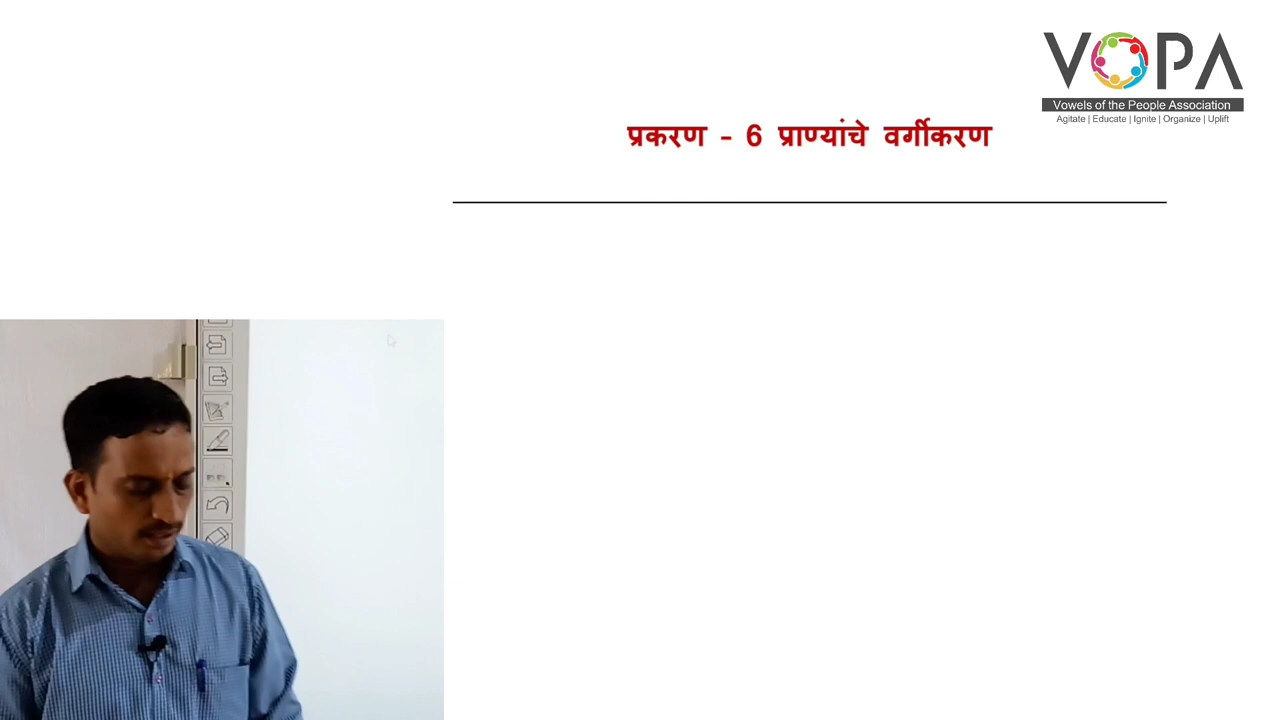 VOPA
Vowels of the People Association
Agitate | Educate | Ignite | Organize | Uplift
प्रकरण - 6 प्राण्यांचे वर्गीकरण